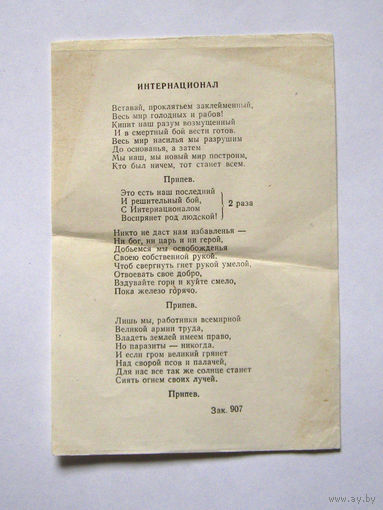 ИНТЕРНАЦИОНАЛ
Вставай, проклятьем заклейменный,
Весь мир голодных и рабов!
Кипит наш разум возмущенный
И в смертный бой вести готов.
Весь мир насилья мы разрушим
До основанья, а затем
Мы наш, мы новый мир построим,
Кто был ничем, тот станет всем.
Припев.
Это есть наш последний
И решительный бой,
С Интернационалом
Воспрянет род людской!
2 раза
Никто не даст нам избавленья —
Ни бог, ни царь и ни герой,
Добьемся мы освобожденья
Своею собственной рукой.
Чтоб свергнуть гнет рукой умелой,
Отвоевать свое добро,
Вздувайте горн и куйте смело,
Пока железо горячо.
Припев.
Лишь мы, работники всемирной
Великой армии труда,
Владеть землей имеем право,
Но паразиты — никогда.
И если гром великий грянет
Над сворой псов и палачей,
Для нас все так же солнце станет
Сиять огнем своих лучей.
Припев.
Зак. 907
www.ay.by